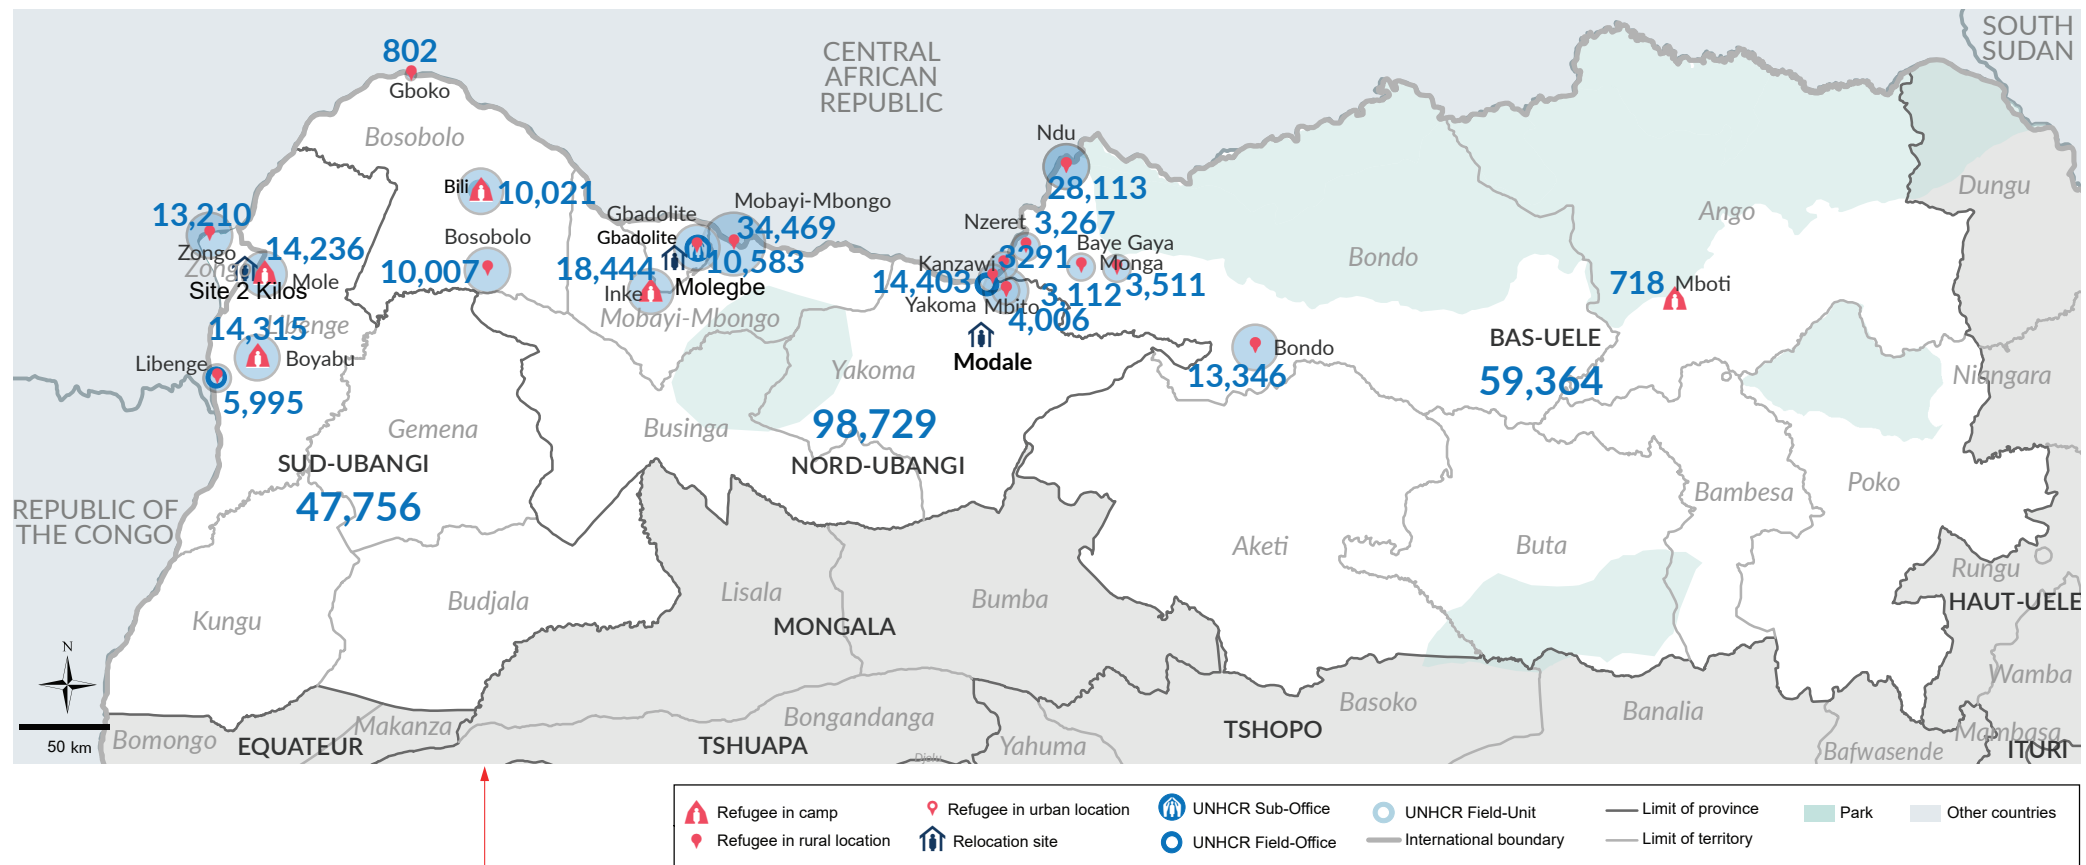 SOUTH
SUDAN
802
CENTRAL
AFRICAN
REPUBLIC
Gboko
Bosobolo
Ndu
28,113
Dungu
Bili
10,021
Mobayi-Mbongo
34,469
13,210
Gbadolite
Gbadolite
10,583
Nzeret
3,267
Ango
Zongo
Zongo
14,236
Mole
Site 2 Kilos
Bosobolo
10,007
18,444
Inke
Molegbe
Mobayi-Mbongo
Kanzawi
3291
Baye Gaya
Monga
14,403
3,112
3,511
Bondo
718
Mboti
Yakoma
Mbito
4,006
14,315
Libenge
Boyabu
Libenge
5,995
Modale
Bondo
13,346
BAS-UELE
59,364
Niangara
Yakoma
Gemena
Businga
98,729
NORD-UBANGI
SUD-UBANGI
47,756
REPUBLIC OF
THE CONGO
Bambesa
Poko
Aketi
Buta
Rungu
HAUT-UELE
Kungu
Budjala
Lisala
Bumba
MONGALA
N
Wamba
50 km
Bomongo
EQUATEUR
Makanza
TSHUAPA
Bongandanga
Djolu
Yahuma
TSHOPO
Basoko
Banalia
Bafwasende
Mambasa
ITURI
Refugee in camp
Refugee in urban location
UNHCR Sub-Office
UNHCR Field-Unit
Limit of province
Park
Other countries
Refugee in rural location
Relocation site
UNHCR Field-Office
International boundary
Limit of territory